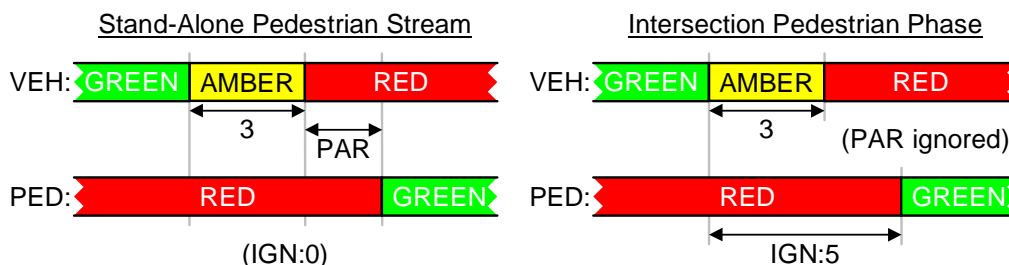 Stand-Alone Pedestrian Stream
VEH: GREEN AMBER RED
3
PAR
PED: RED GREEN
(IGN:0)
Intersection Pedestrian Phase
VEH: GREEN AMBER RED
3
(PAR ignored)
PED: RED GREEN
IGN:5